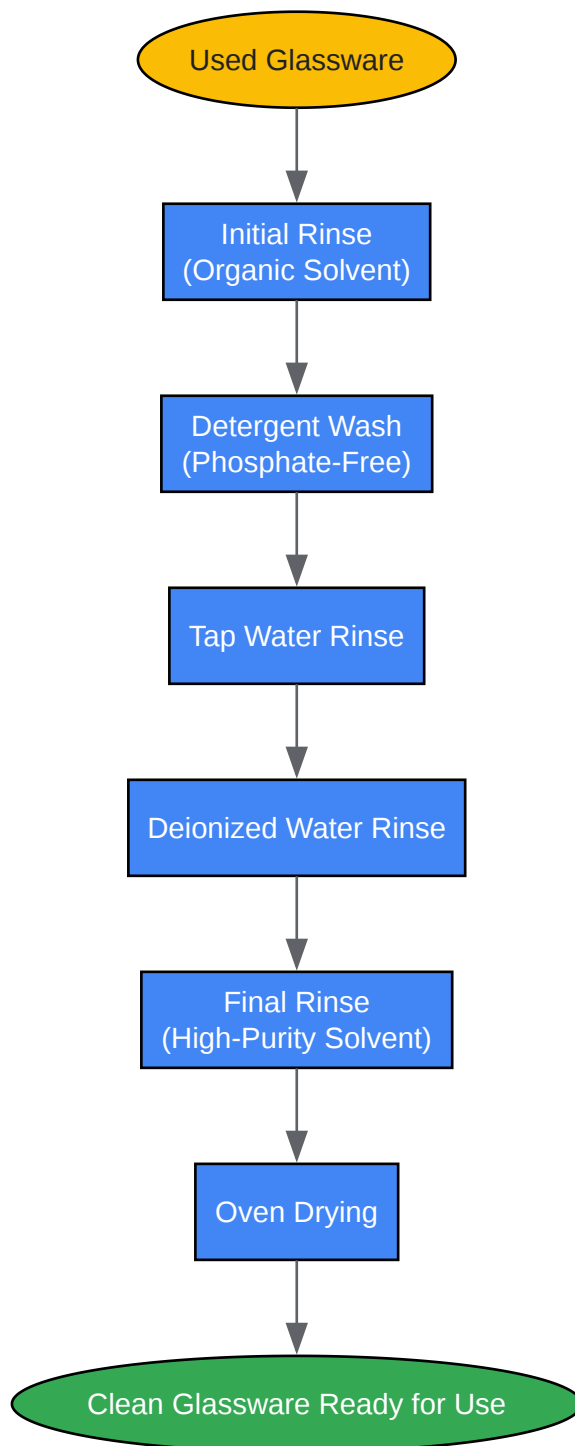 Used Glassware
Initial Rinse
(Organic Solvent)
Detergent Wash
(Phosphate-Free)
Tap Water Rinse
Deionized Water Rinse
Final Rinse
(High-Purity Solvent)
Oven Drying
Clean Glassware Ready for Use